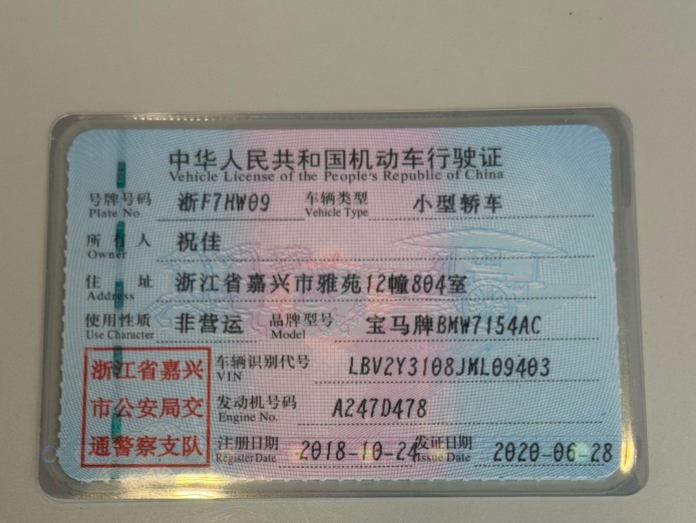 中华人民共和国机动车行驶证
Vehicle License of the People's Republic of China
号牌号码 浙F7HW09 车辆类型 小型轿车
Plate No. Vehicle Type
所有人 祝佳
Owner
住址 浙江省嘉兴市雅苑12幢804室
Address
使用性质 非营运 品牌型号 宝马牌BMW7154AC
Use Character Model
浙江省嘉兴
市公安局交
通警察支队
车辆识别代号 LBV2Y3108JML09403
VIN
发动机号码 A247D478
Engine No.
注册日期 2018-10-24 发证日期 2020-06-28
Register Date Issue Date